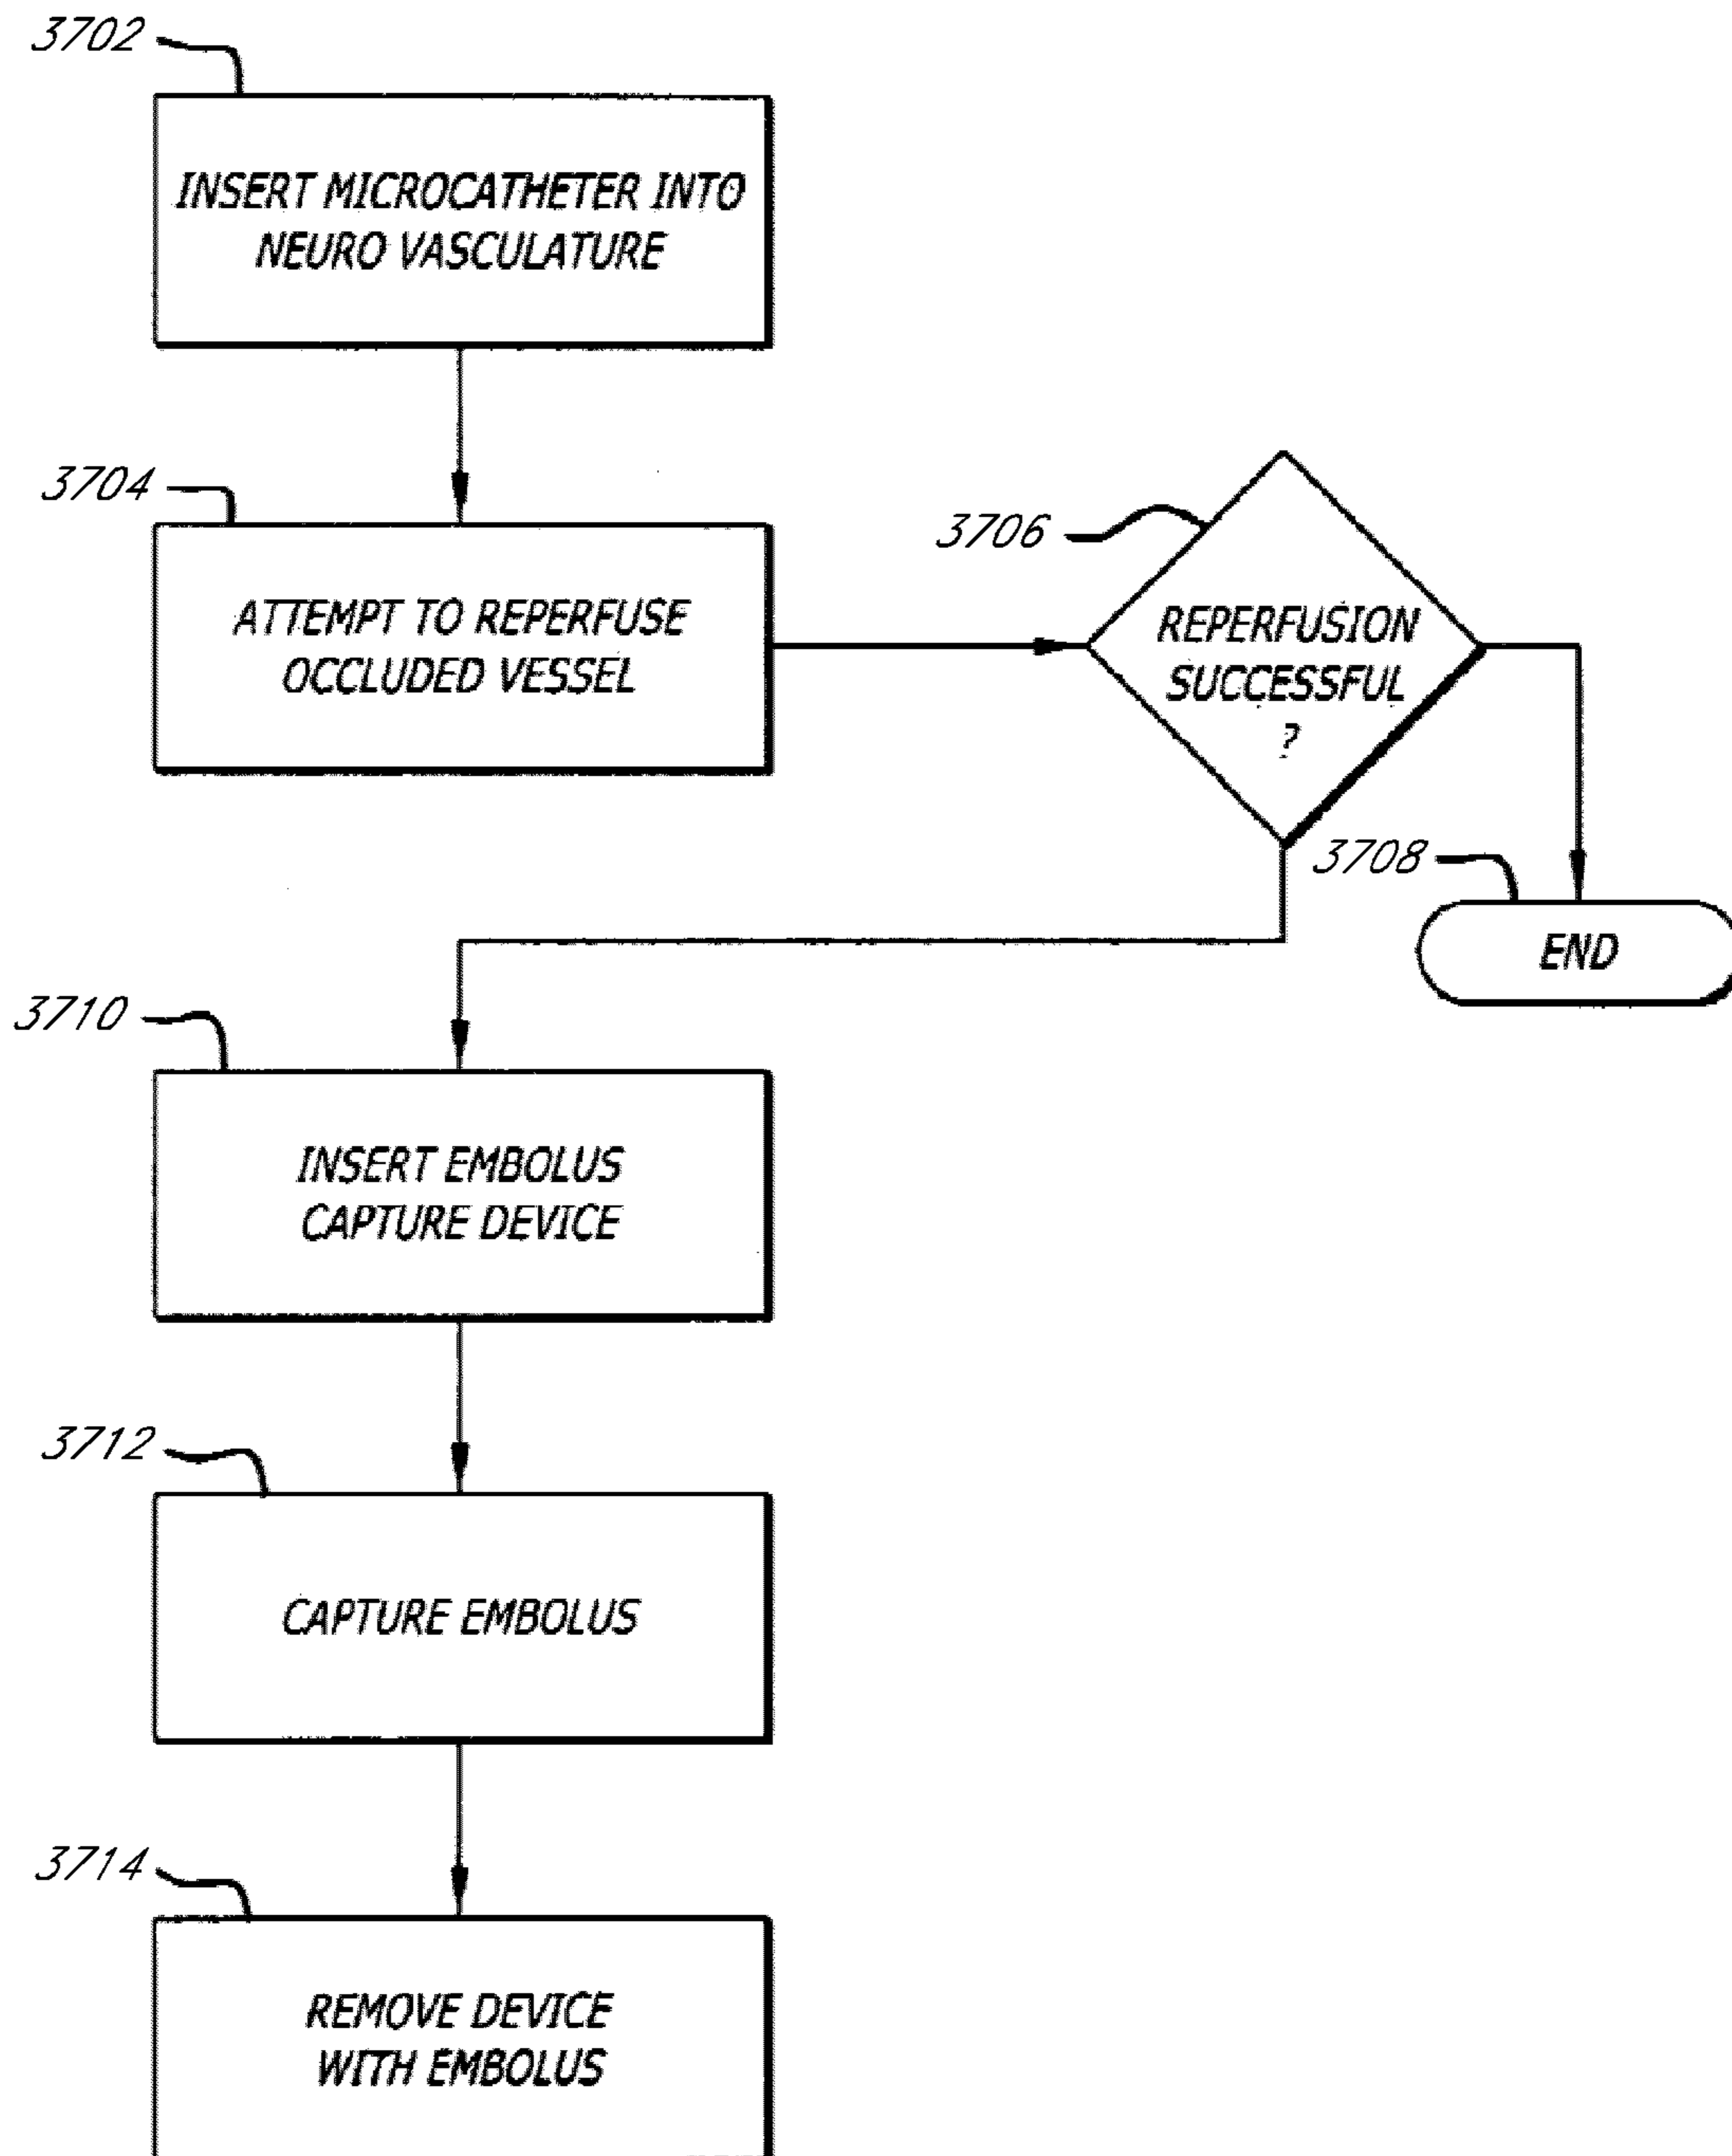 3702
INSERT MICROCATHETER INTO
NEURO VASCULATURE
3704
ATTEMPT TO REPERFUSE
OCCLUDED VESSEL
3706
REPERFUSION
SUCCESSFUL
?
3708
END
3710
INSERT EMBOLUS
CAPTURE DEVICE
3712
CAPTURE EMBOLUS
3714
REMOVE DEVICE
WITH EMBOLUS